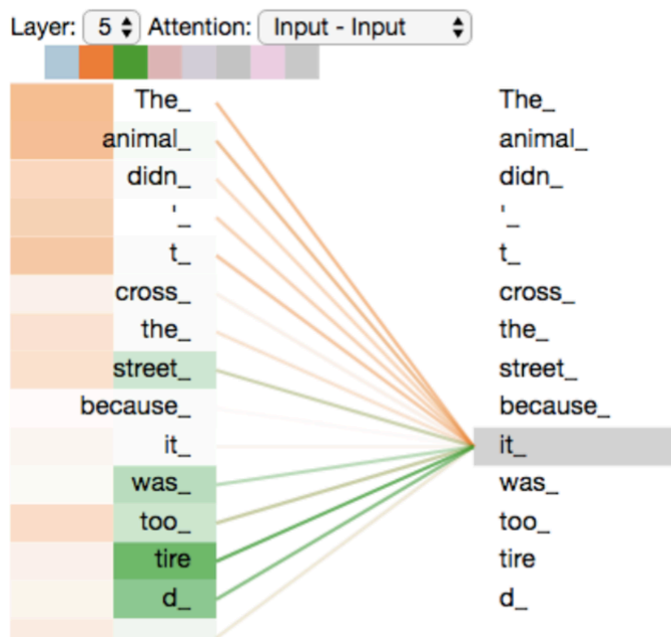 Layer: 5 Attention: Input - Input
The_ The_
animal_ animal_
didn_ didn_
'_ '_
t_ t_
cross_ cross_
the_ the_
street_ street_
because_ because_
it_ it_
was_ was_
too_ too_
tire tire
d_ d_